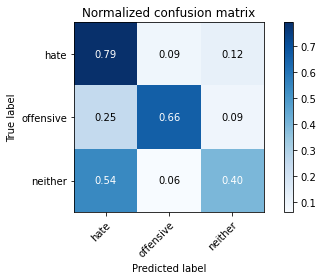 Normalized confusion matrix
hate 0.79 0.09 0.12
offensive 0.25 0.66 0.09
neither 0.54 0.06 0.40
hate offensive neither
True label
Predicted label
0.7
0.6
0.5
0.4
0.3
0.2
0.1